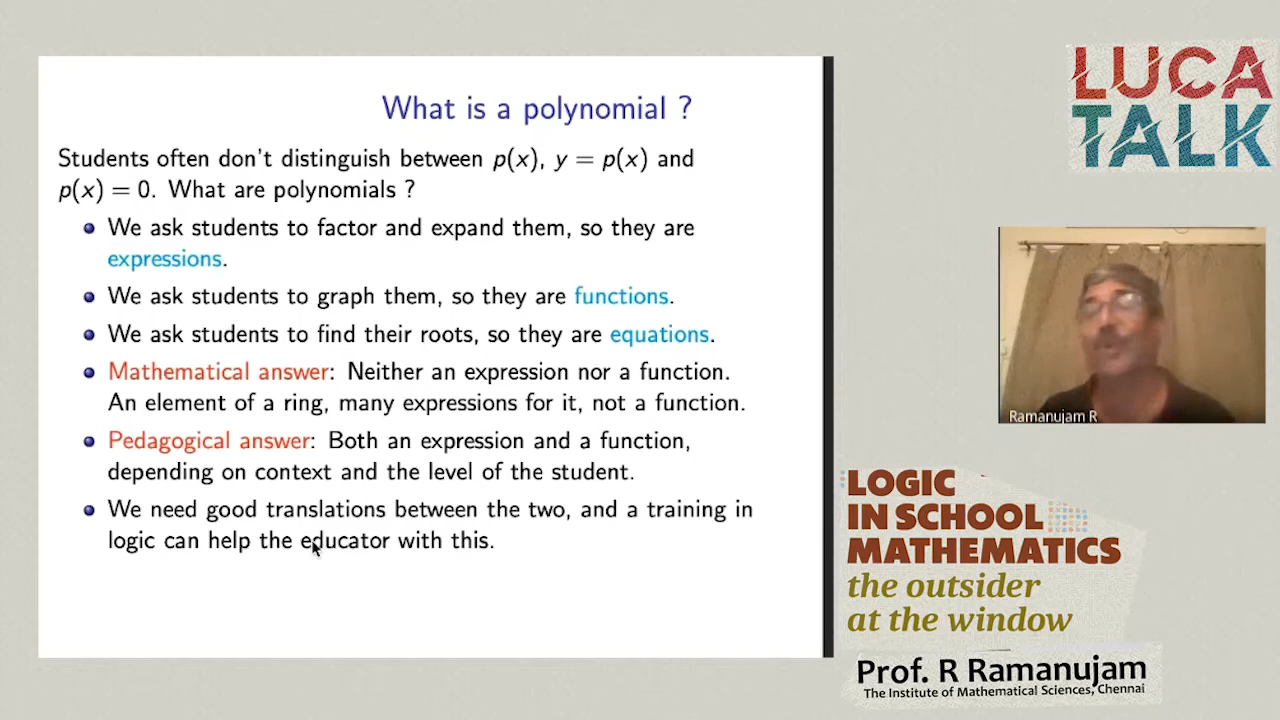 What is a polynomial ?
Students often don't distinguish between p(x), y = p(x) and
p(x) = 0. What are polynomials ?
We ask students to factor and expand them, so they are
expressions.
We ask students to graph them, so they are functions.
We ask students to find their roots, so they are equations.
Mathematical answer: Neither an expression nor a function.
An element of a ring, many expressions for it, not a function.
Pedagogical answer: Both an expression and a function,
depending on context and the level of the student.
We need good translations between the two, and a training in
logic can help the educator with this.
LUCA
TALK
Ramanujam R
LOGIC
IN SCHOOL
MATHEMATICS
the outsider
at the window
Prof. R Ramanujam
The Institute of Mathematical Sciences, Chennai